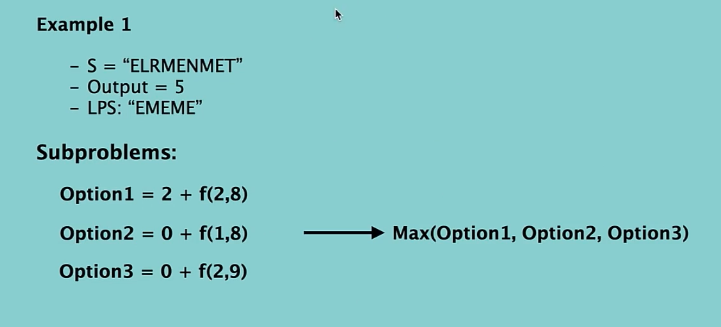 Example 1
– S = “ELRMENMET”
– Output = 5
– LPS: “EMEME”
Subproblems:
Option1 = 2 + f(2,8)
Option2 = 0 + f(1,8)
Max(Option1, Option2, Option3)
Option3 = 0 + f(2,9)